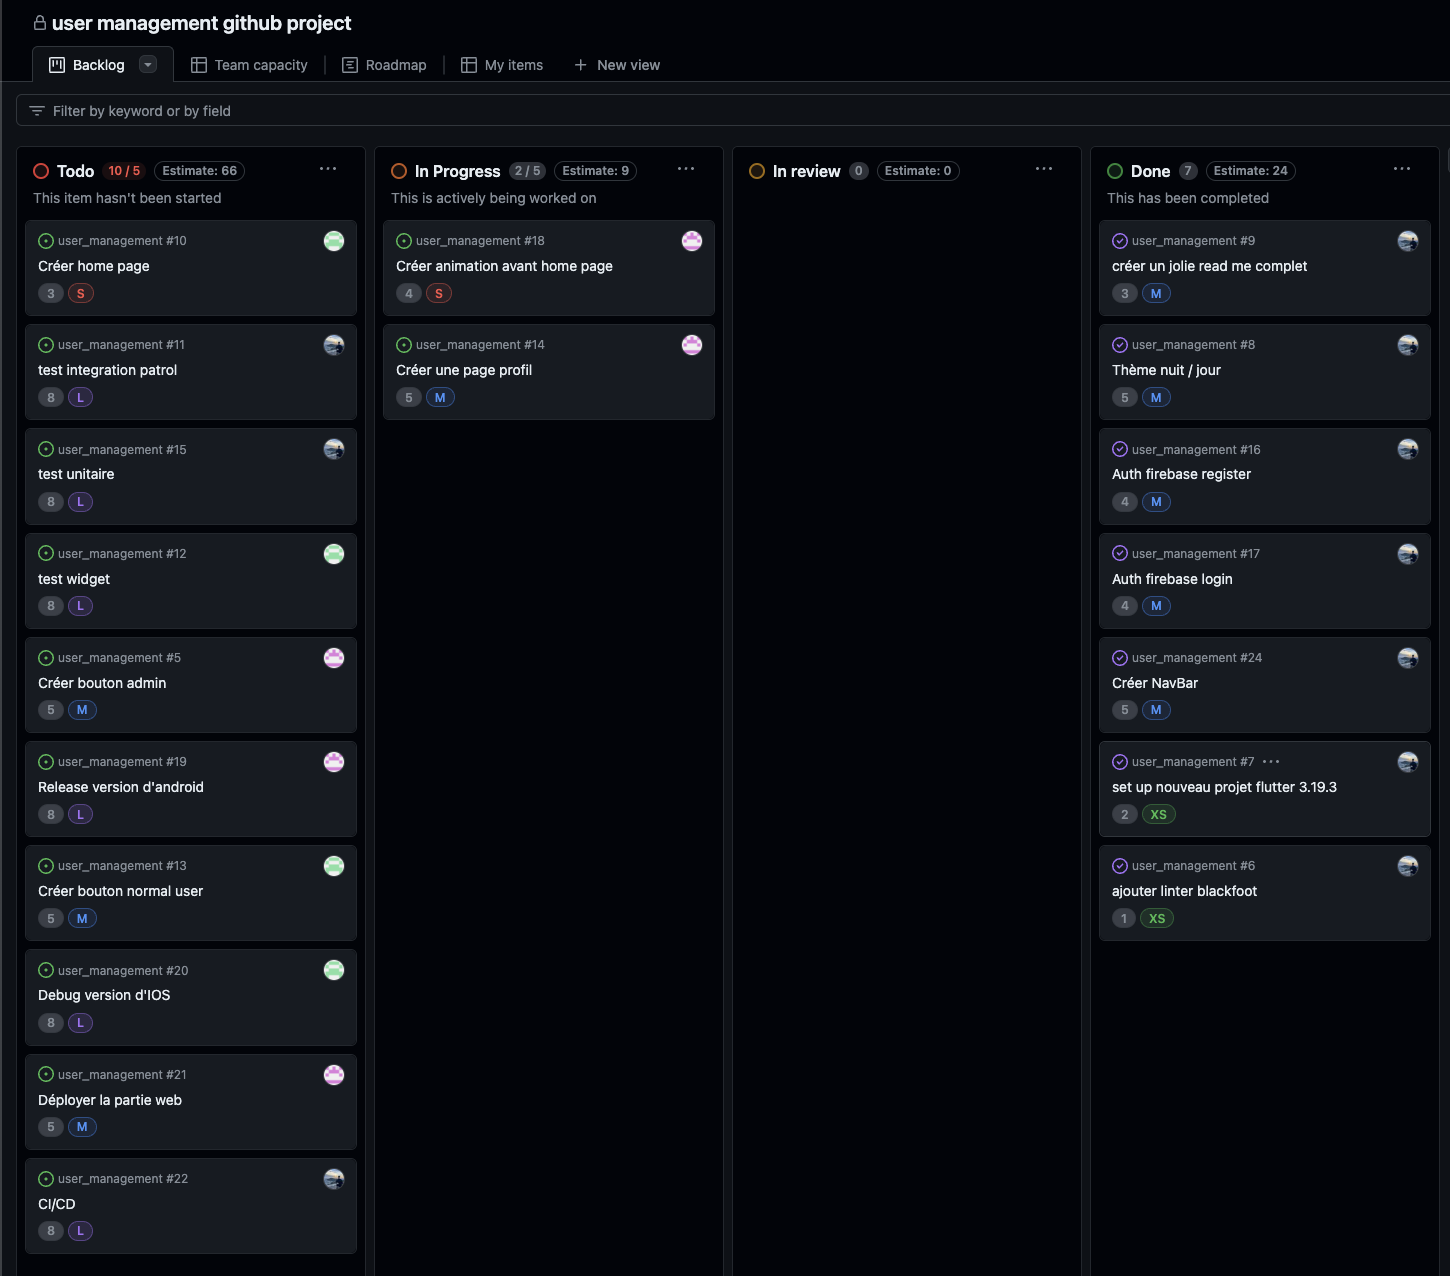 user management github project
Backlog
Team capacity
Roadmap
My items
New view
Filter by keyword or by field
Todo 10 / 5 Estimate: 66
This item hasn't been started
user_management #10
Créer home page
3 S
user_management #11
test integration patrol
8 L
user_management #15
test unitaire
8 L
user_management #12
test widget
8 L
user_management #5
Créer bouton admin
5 M
user_management #19
Release version d'android
8 L
user_management #13
Créer bouton normal user
5 M
user_management #20
Debug version d'IOS
8 L
user_management #21
Déployer la partie web
5 M
user_management #22
CI/CD
8 L
In Progress 2 / 5 Estimate: 9
This is actively being worked on
user_management #18
Créer animation avant home page
4 S
user_management #14
Créer une page profil
5 M
In review 0 Estimate: 0
Done 7 Estimate: 24
This has been completed
user_management #9
créer un jolie read me complet
3 M
user_management #8
Thème nuit / jour
5 M
user_management #16
Auth firebase register
4 M
user_management #17
Auth firebase login
4 M
user_management #24
Créer NavBar
5 M
user_management #7
set up nouveau projet flutter 3.19.3
2 XS
user_management #6
ajouter linter blackfoot
1 XS